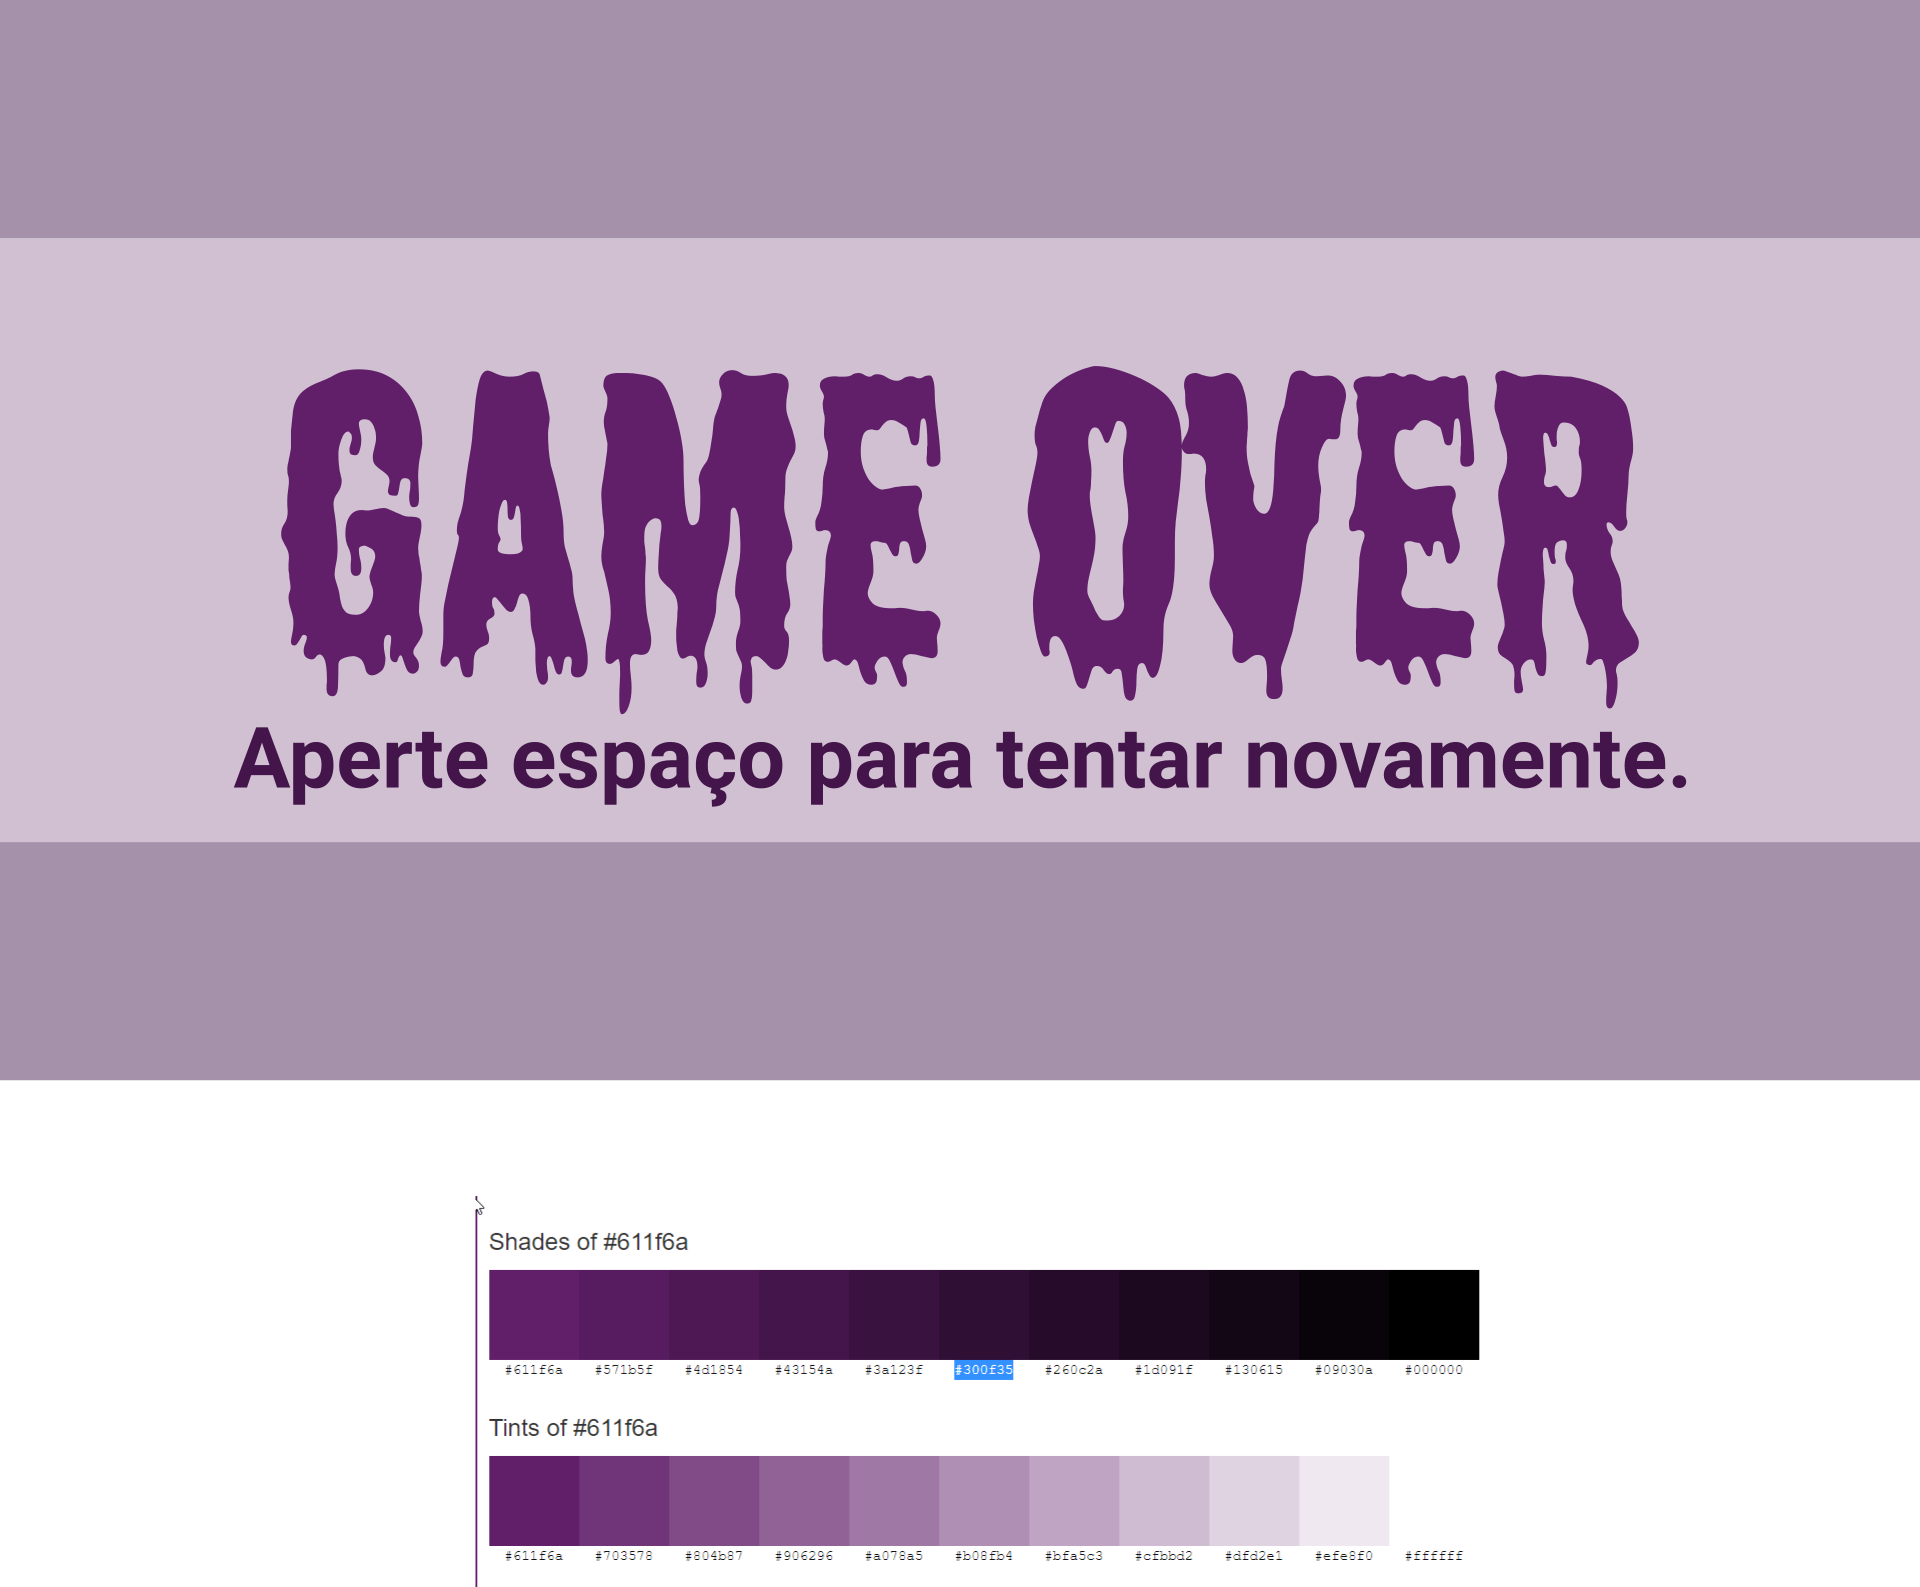 GAME OVER
Aperte espaço para tentar novamente.
Shades of #611f6a
#611f6a #571b5f #4d1854 #43154a #3a123f #300f35 #260c2a #1d091f #130615 #09030a #000000
Tints of #611f6a
#611f6a #703578 #804b87 #906296 #a078a5 #b08fb4 #bfa5c3 #cfbbd2 #dfd2e1 #efe8f0 #ffffff